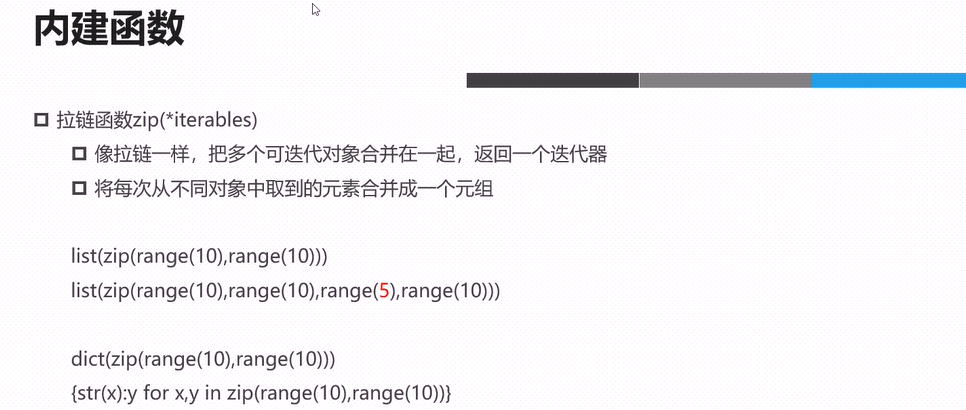 内建函数
拉链函数zip(*iterables)
像拉链一样，把多个可迭代对象合并在一起，返回一个迭代器
将每次从不同对象中取到的元素合并成一个元组
list(zip(range(10),range(10)))
list(zip(range(10),range(10),range(5),range(10)))
dict(zip(range(10),range(10)))
{str(x):y for x,y in zip(range(10),range(10))}